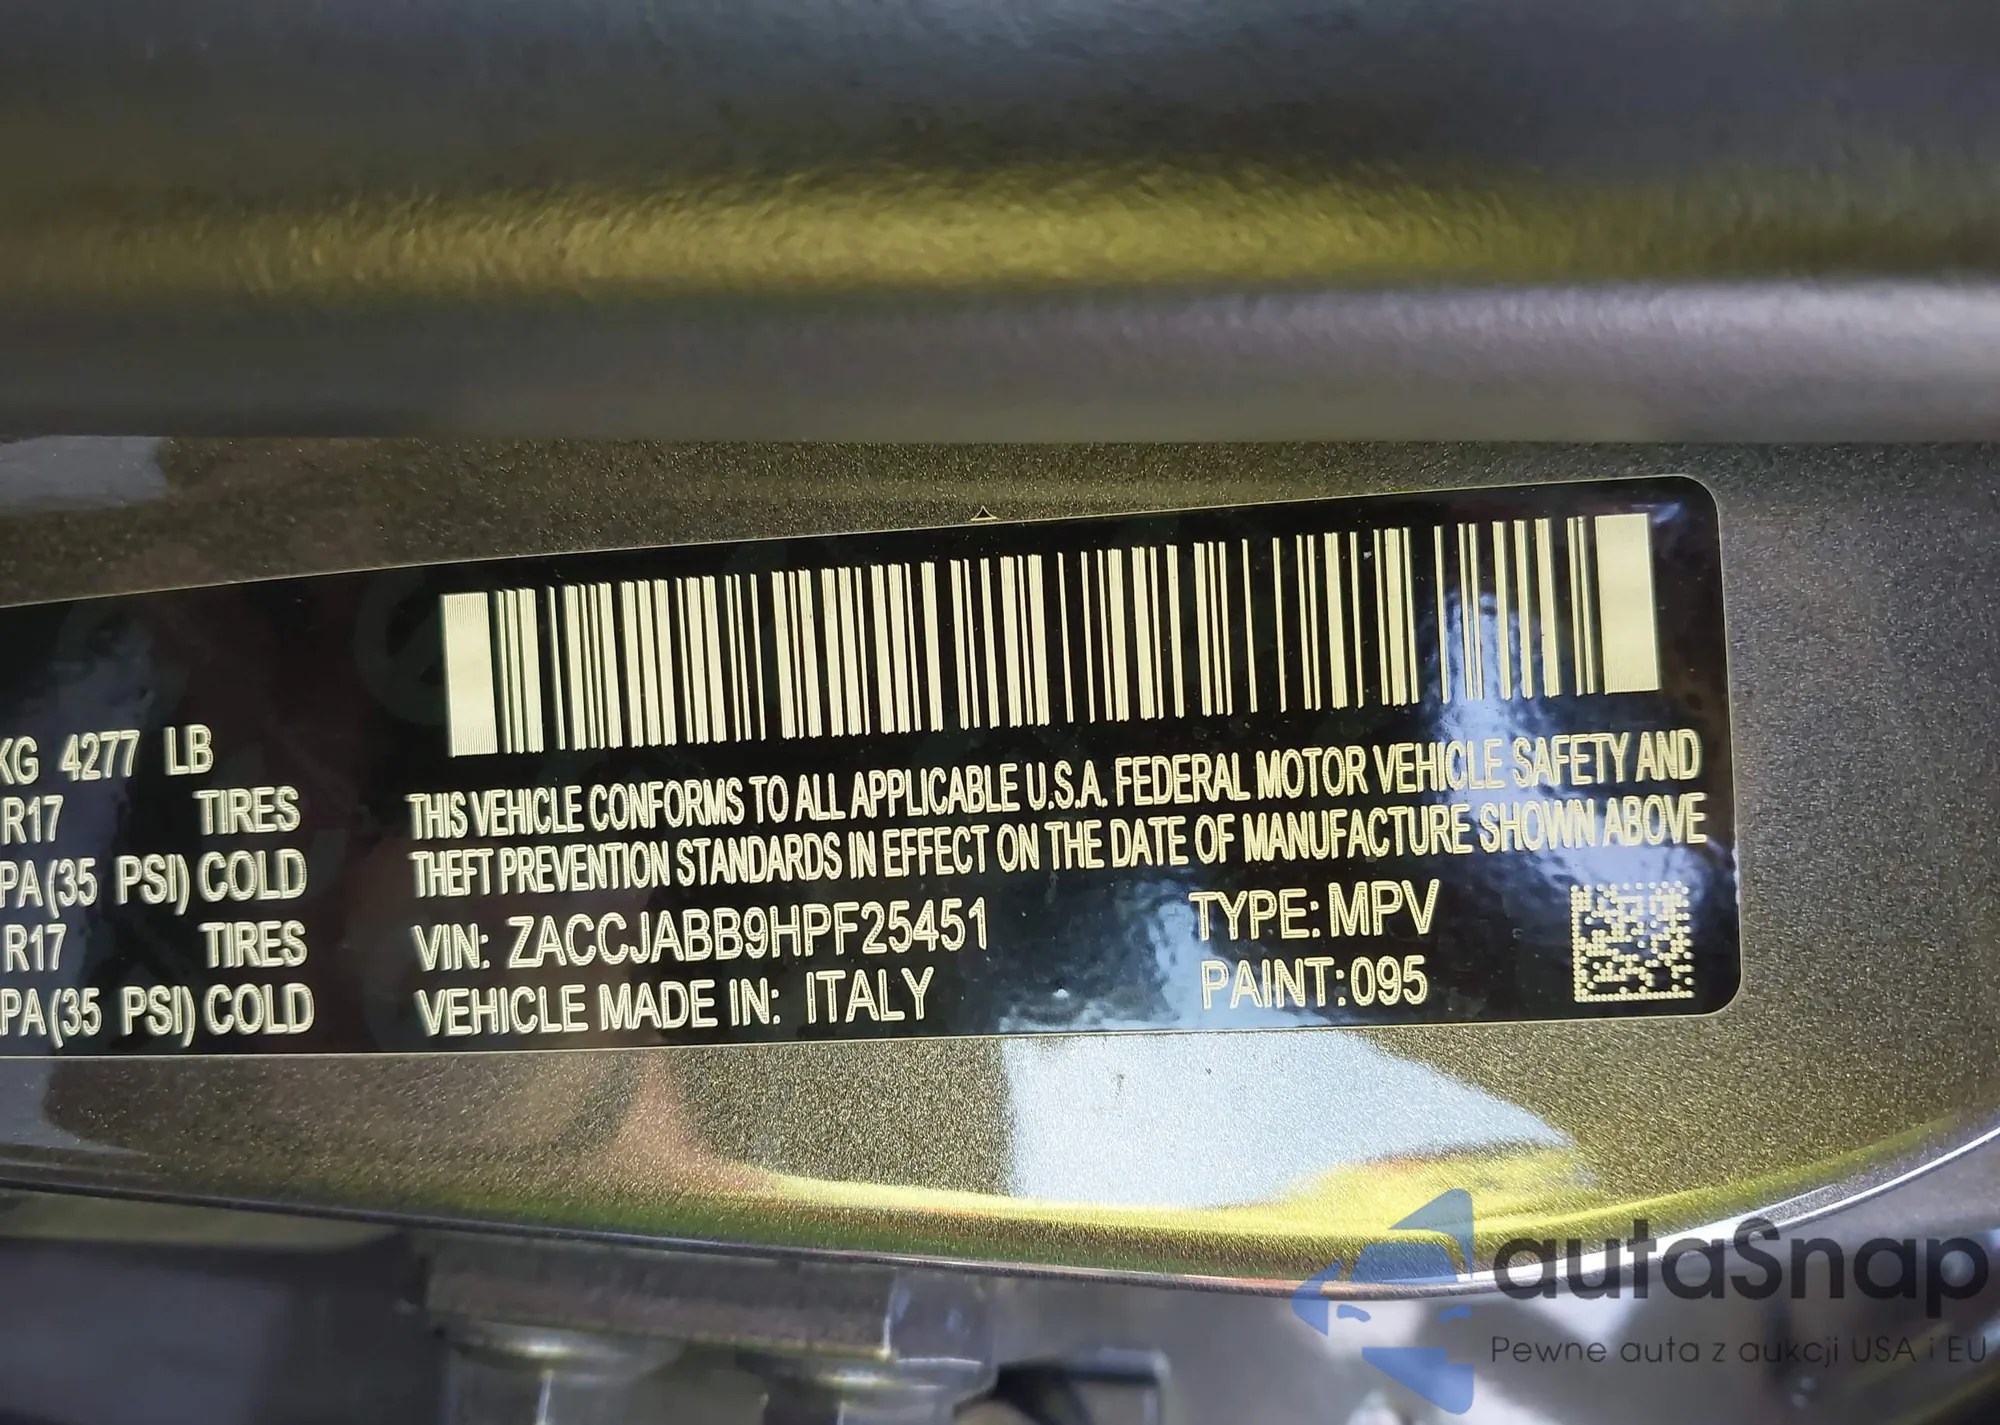 KG 4277 LB
R17 TIRES
PA(35 PSI) COLD
R17 TIRES
PA(35 PSI) COLD
THIS VEHICLE CONFORMS TO ALL APPLICABLE U.S.A. FEDERAL MOTOR VEHICLE SAFETY AND
THEFT PREVENTION STANDARDS IN EFFECT ON THE DATE OF MANUFACTURE SHOWN ABOVE
VIN: ZACCJABB9HPF25451 TYPE: MPV
VEHICLE MADE IN: ITALY PAINT: 095
autaSnap
Pewne auta z aukcji USA i EU